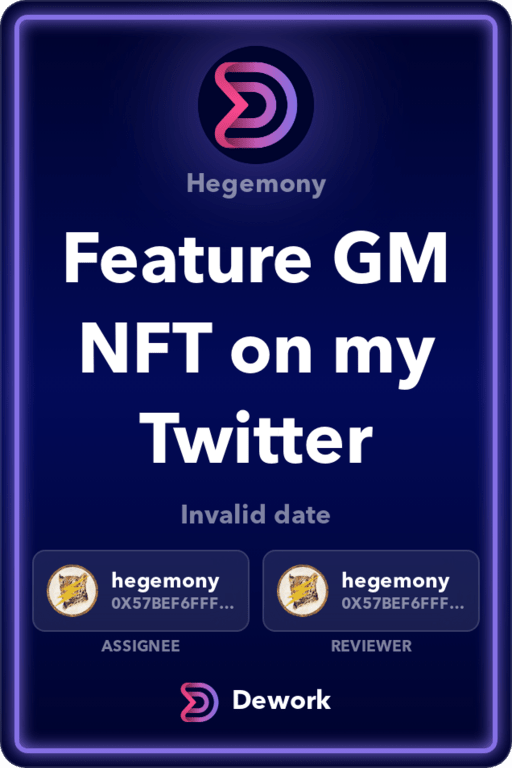 Hegemony
Feature GM
NFT on my
Twitter
Invalid date
hegemony
0X57BEF6FFF...
ASSIGNEE
hegemony
0X57BEF6FFF...
REVIEWER
Dework